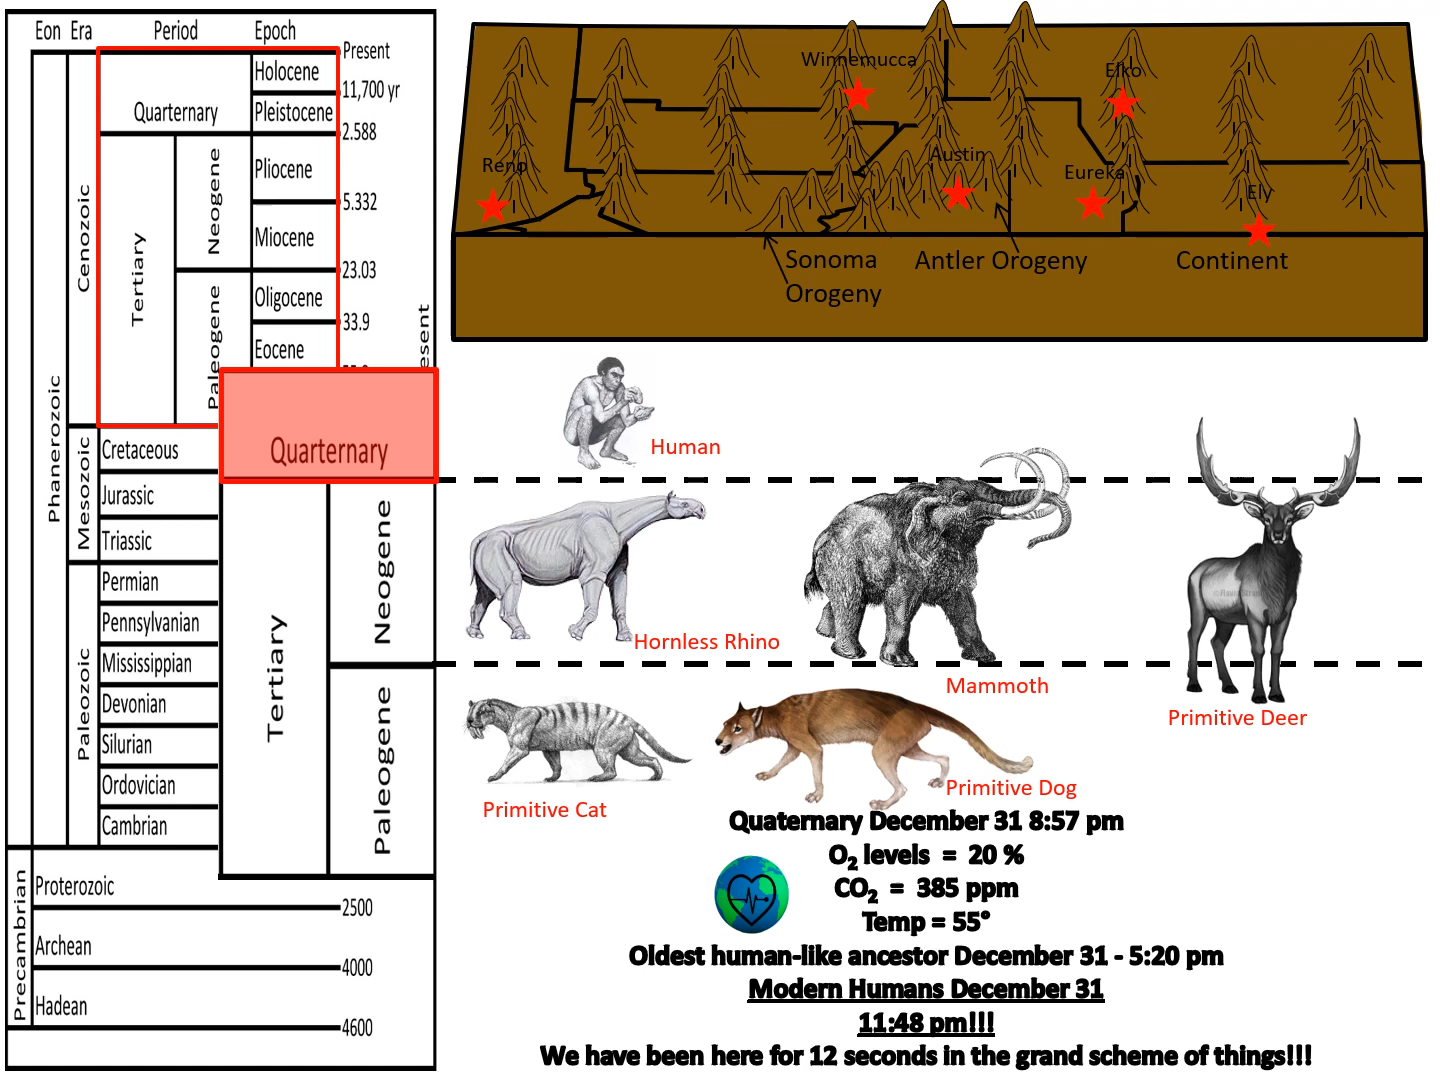 Eon Era Period Epoch
Present
Holocene
11,700 yr
Quarternary
Pleistocene
2.588
Pliocene
5.332
Neogene
Miocene
23.03
Tertiary
Oligocene
33.9
Paleogene
Eocene
Cenozoic
Phanerozoic
Mesozoic
Cretaceous
Jurassic
Triassic
Paleozoic
Permian
Pennsylvanian
Mississippian
Devonian
Silurian
Ordovician
Cambrian
Precambrian
Proterozoic
2500
Archean
4000
Hadean
4600
esent
Quarternary
Tertiary
Neogene
Paleogene
Winnemucca
Elko
Reno
Austin
Eureka
Ely
Sonoma
Orogeny
Antler Orogeny
Continent
Human
Hornless Rhino
Mammoth
Primitive Deer
Primitive Cat
Primitive Dog
Quaternary December 31 8:57 pm
O2 levels = 20 %
CO2 = 385 ppm
Temp = 55°
Oldest human-like ancestor December 31 - 5:20 pm
Modern Humans December 31
11:48 pm!!!
We have been here for 12 seconds in the grand scheme of things!!!